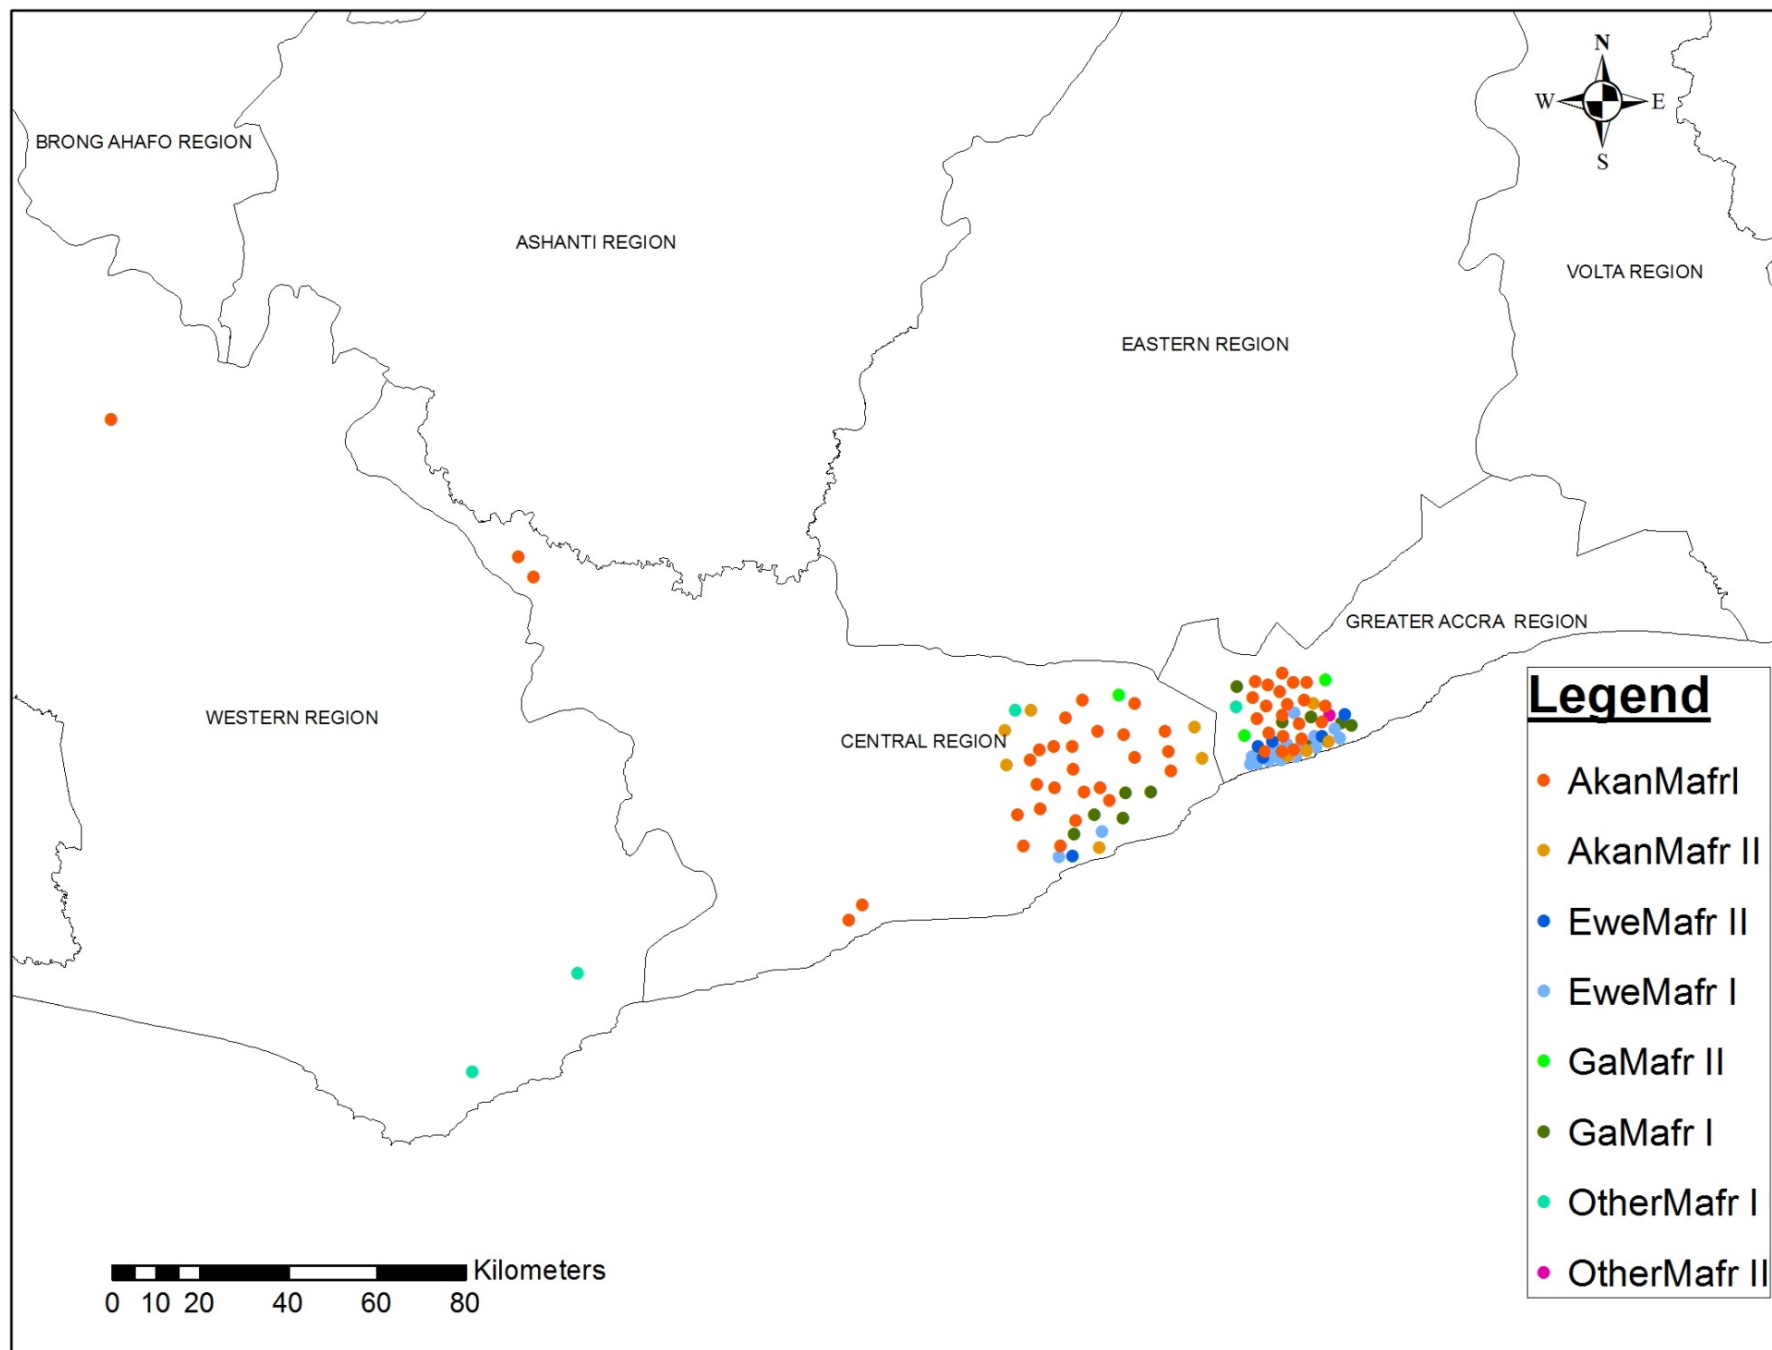 N
W E
S
BRONG AHAFO REGION
ASHANTI REGION
VOLTA REGION
EASTERN REGION
GREATER ACCRA REGION
WESTERN REGION
CENTRAL REGION
Legend
AkanMafrI
AkanMafr II
EweMafr II
EweMafr I
GaMafr II
GaMafr I
OtherMafr I
OtherMafr II
Kilometers
0 10 20 40 60 80